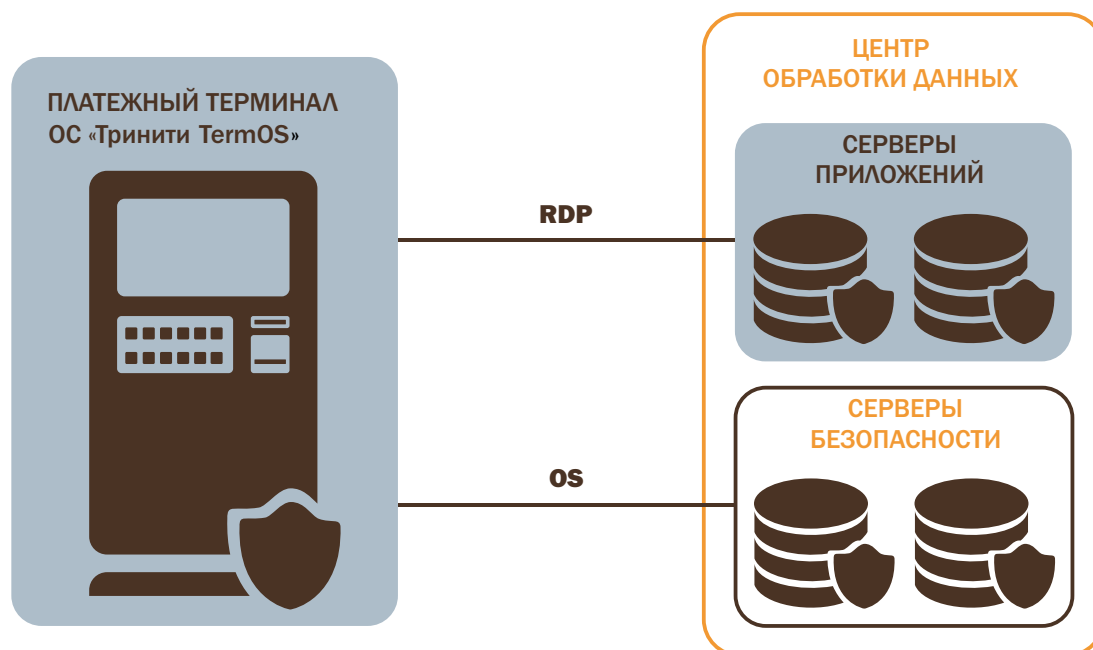 ПЛАТЕЖНЫЙ ТЕРМИНАЛ
ОС «Тринити TermOS»
ЦЕНТР
ОБРАБОТКИ ДАННЫХ
СЕРВЕРЫ
ПРИЛОЖЕНИЙ
RDP
СЕРВЕРЫ
БЕЗОПАСНОСТИ
OS